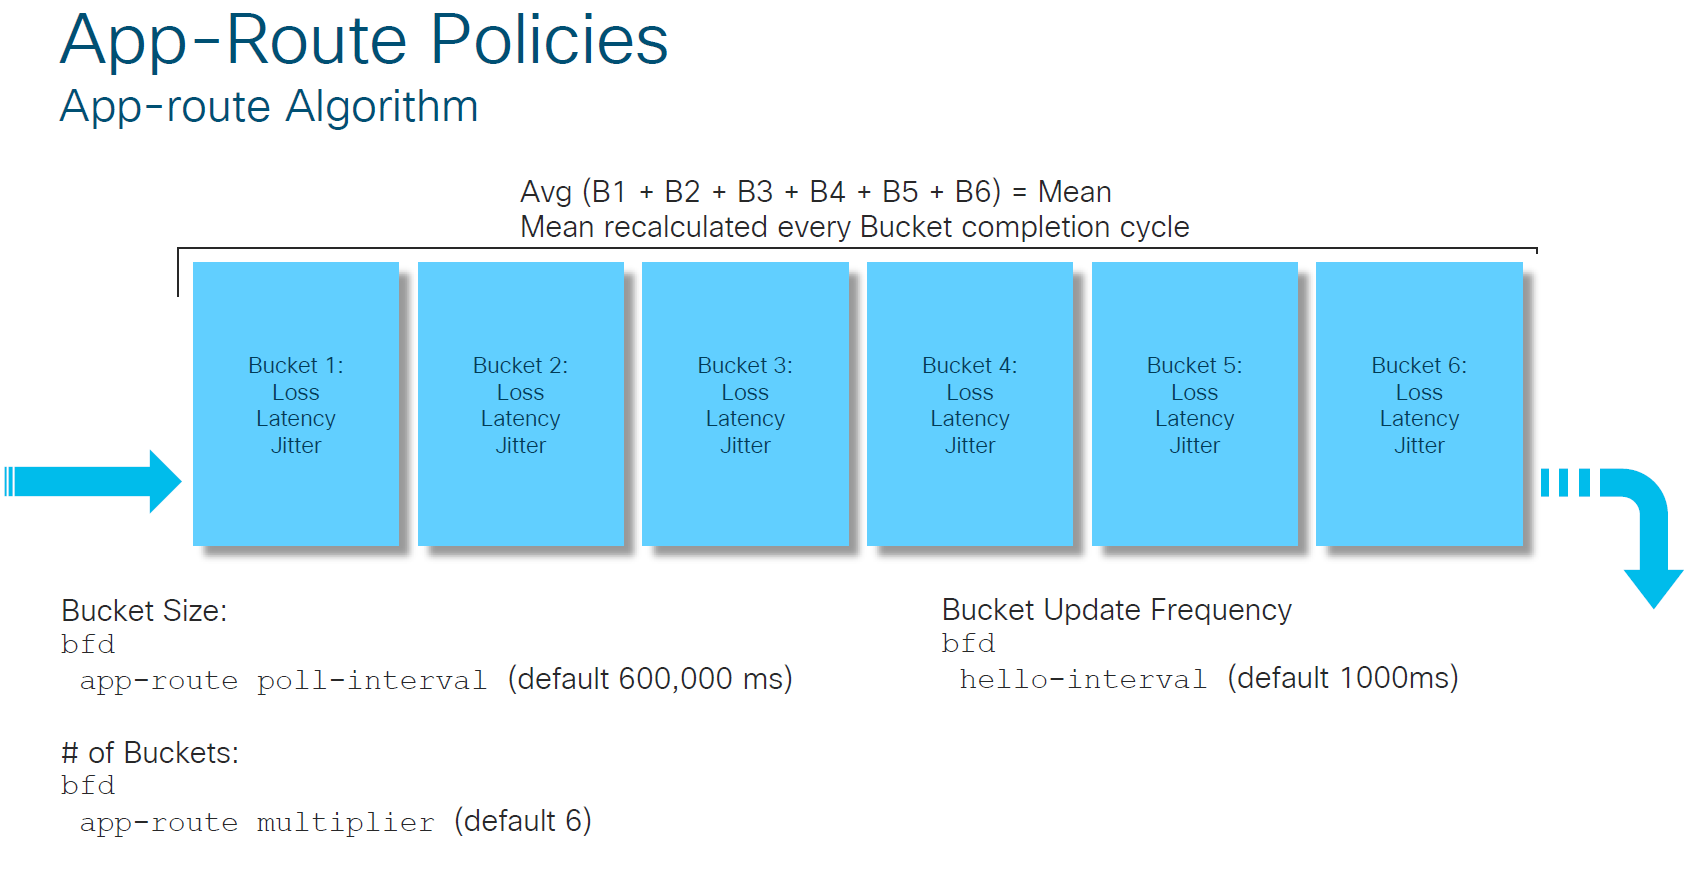 App-Route Policies
App-route Algorithm
Avg (B1 + B2 + B3 + B4 + B5 + B6) = Mean
Mean recalculated every Bucket completion cycle
Bucket 1:
Loss
Latency
Jitter
Bucket 2:
Loss
Latency
Jitter
Bucket 3:
Loss
Latency
Jitter
Bucket 4:
Loss
Latency
Jitter
Bucket 5:
Loss
Latency
Jitter
Bucket 6:
Loss
Latency
Jitter
Bucket Size:
bfd
app-route poll-interval (default 600,000 ms)
# of Buckets:
bfd
app-route multiplier (default 6)
Bucket Update Frequency
bfd
hello-interval (default 1000ms)